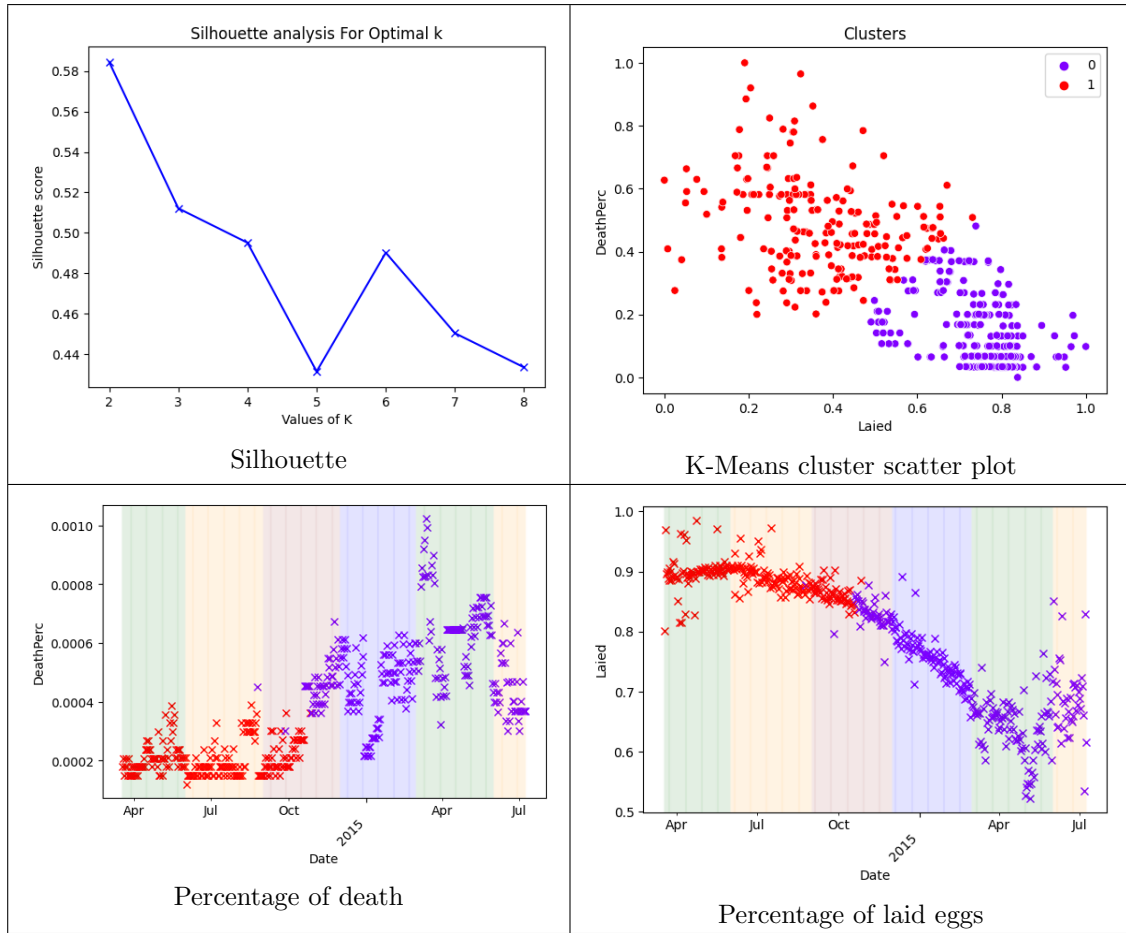 Silhouette analysis For Optimal k
0.58
0.56
0.54
0.52
0.50
0.48
0.46
0.44
Silhouette score
2 3 4 5 6 7 8
Values of K
Silhouette
Clusters
0
1
1.0
0.8
0.6
0.4
0.2
0.0
DeathPerc
0.0 0.2 0.4 0.6 0.8 1.0
Laied
K-Means cluster scatter plot
0.0010
0.0008
0.0006
0.0004
0.0002
DeathPerc
Apr Jul Oct 2015 Apr Jul
Date
Percentage of death
1.0
0.9
0.8
0.7
0.6
0.5
Laied
Apr Jul Oct 2015 Apr Jul
Date
Percentage of laid eggs